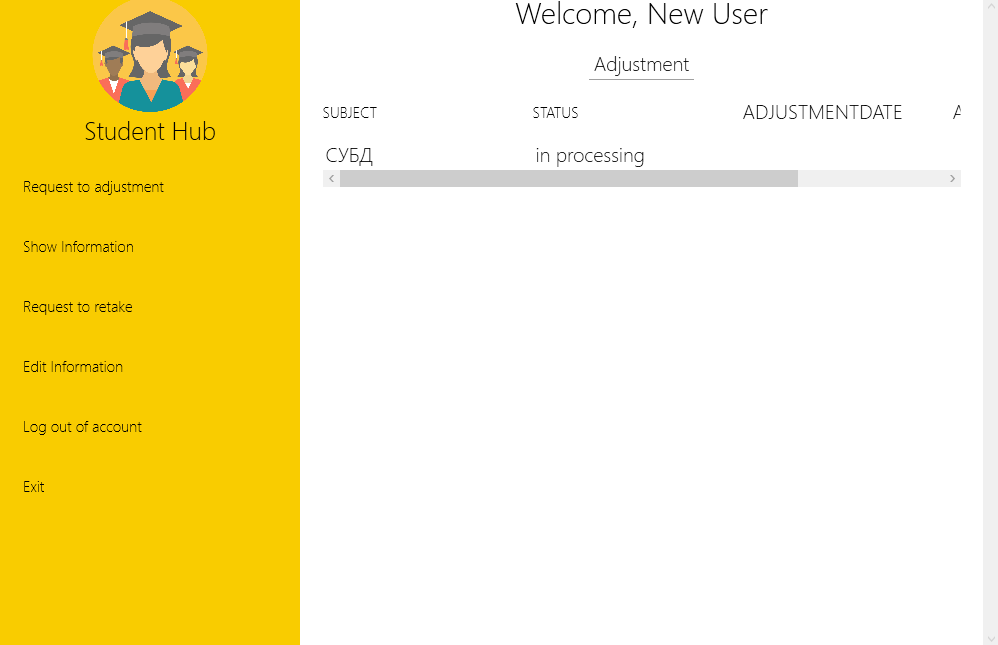 Student Hub
Request to adjustment
Show Information
Request to retake
Edit Information
Log out of account
Exit
Welcome, New User
Adjustment
SUBJECT STATUS ADJUSTMENTDATE
СУБД in processing